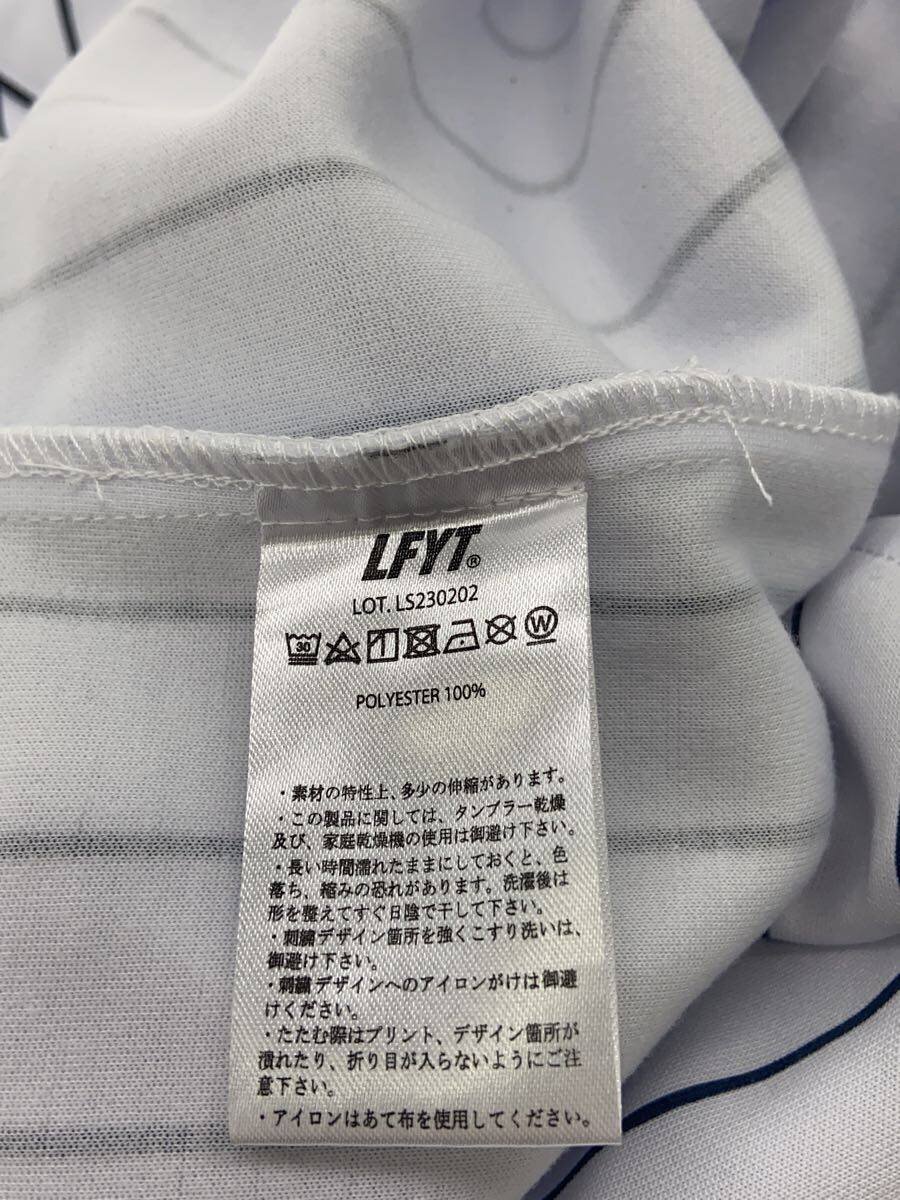 LFYT®
LOT. LS230202
30 W
POLYESTER 100%
・素材の特性上、多少の伸縮があります。
・この製品に関しては、タンブラー乾燥
及び、家庭乾燥機の使用は御避け下さい。
・長い時間濡れたままにしておくと、色
落ち、縮みの恐れがあります。洗濯後は
形を整えてすぐ日陰で干して下さい。
・刺繍デザイン箇所を強くこすり洗いは、
御避け下さい。
・刺繍デザインへのアイロンがけは御避
けください。
・たたむ際はプリント、デザイン箇所が
潰れたり、折り目が入らないようにご注
意下さい。
・アイロンはあて布を使用してください。